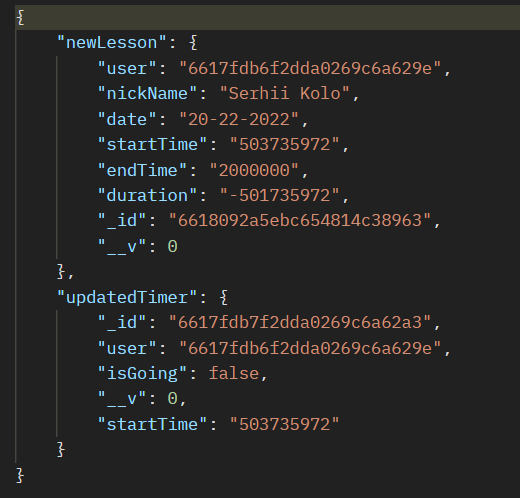 {
    "newLesson": {
        "user": "6617fdb6f2dda0269c6a629e",
        "nickName": "Serhii Kolo",
        "date": "20-22-2022",
        "startTime": "503735972",
        "endTime": "2000000",
        "duration": "-501735972",
        "_id": "6618092a5ebc654814c38963",
        "__v": 0
    },
    "updatedTimer": {
        "_id": "6617fdb7f2dda0269c6a62a3",
        "user": "6617fdb6f2dda0269c6a629e",
        "isGoing": false,
        "__v": 0,
        "startTime": "503735972"
    }
}